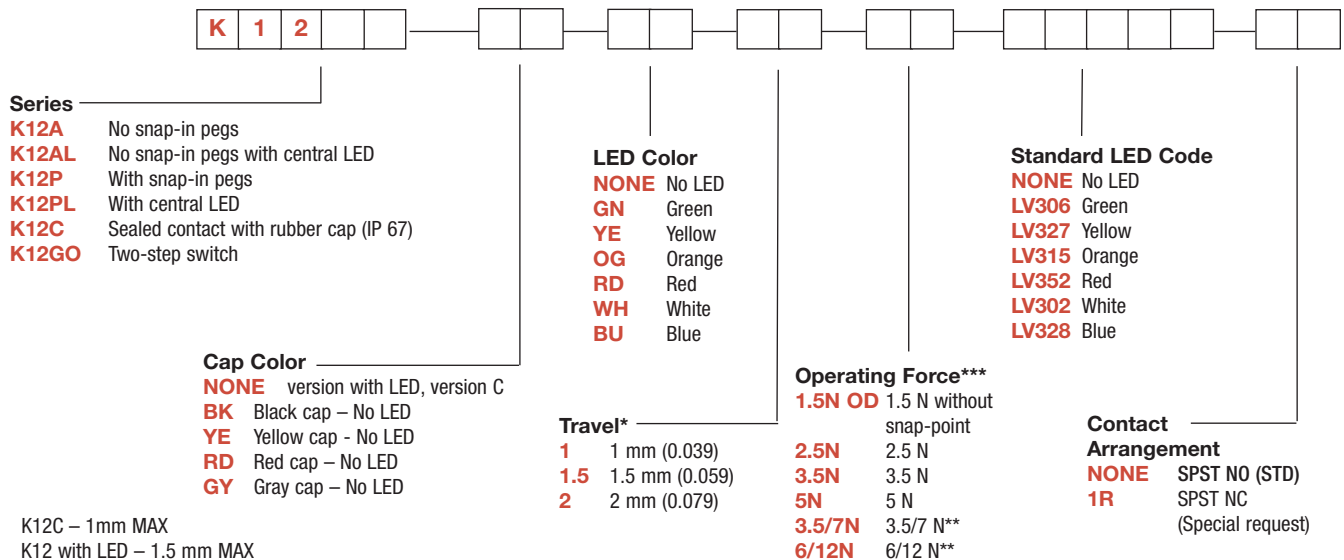 K 1 2
Series
K12A No snap-in pegs
K12AL No snap-in pegs with central LED
K12P With snap-in pegs
K12PL With central LED
K12C Sealed contact with rubber cap (IP 67)
K12GO Two-step switch
Cap Color
NONE version with LED, version C
BK Black cap – No LED
YE Yellow cap - No LED
RD Red cap – No LED
GY Gray cap – No LED
LED Color
NONE No LED
GN Green
YE Yellow
OG Orange
RD Red
WH White
BU Blue
Travel*
1 1 mm (0.039)
1.5 1.5 mm (0.059)
2 2 mm (0.079)
Operating Force***
1.5N OD 1.5 N without
snap-point
2.5N 2.5 N
3.5N 3.5 N
5N 5 N
3.5/7N 3.5/7 N**
6/12N 6/12 N**
Standard LED Code
NONE No LED
LV306 Green
LV327 Yellow
LV315 Orange
LV352 Red
LV302 White
LV328 Blue
Contact
Arrangement
NONE SPST NO (STD)
1R SPST NC
(Special request)
K12C – 1mm MAX
K12 with LED – 1.5 mm MAX